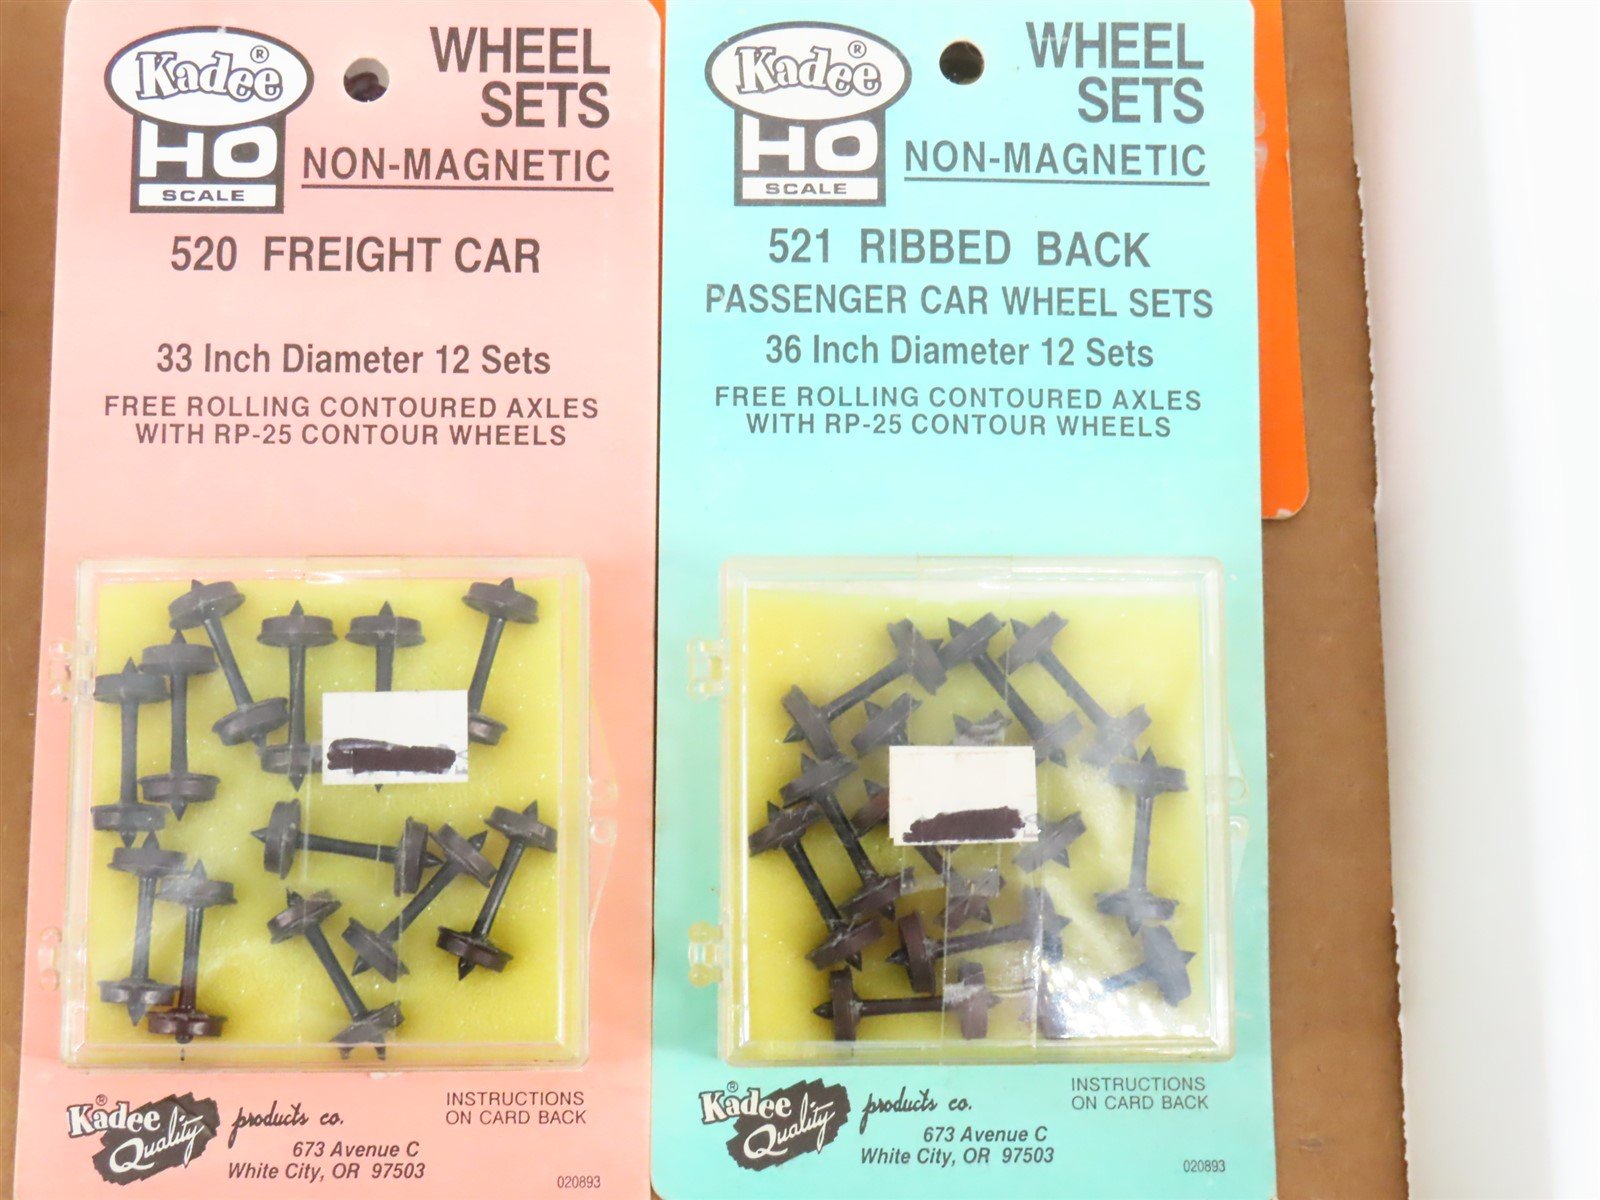 Kadee®
HO
SCALE
WHEEL
SETS
NON-MAGNETIC
520 FREIGHT CAR
33 Inch Diameter 12 Sets
FREE ROLLING CONTOURED AXLES
WITH RP-25 CONTOUR WHEELS
Kadee®
Quality
products co.
673 Avenue C
White City, OR 97503
INSTRUCTIONS
ON CARD BACK
020893
Kadee®
HO
SCALE
WHEEL
SETS
NON-MAGNETIC
521 RIBBED BACK
PASSENGER CAR WHEEL SETS
36 Inch Diameter 12 Sets
FREE ROLLING CONTOURED AXLES
WITH RP-25 CONTOUR WHEELS
Kadee®
Quality
products co.
673 Avenue C
White City, OR 97503
INSTRUCTIONS
ON CARD BACK
020893